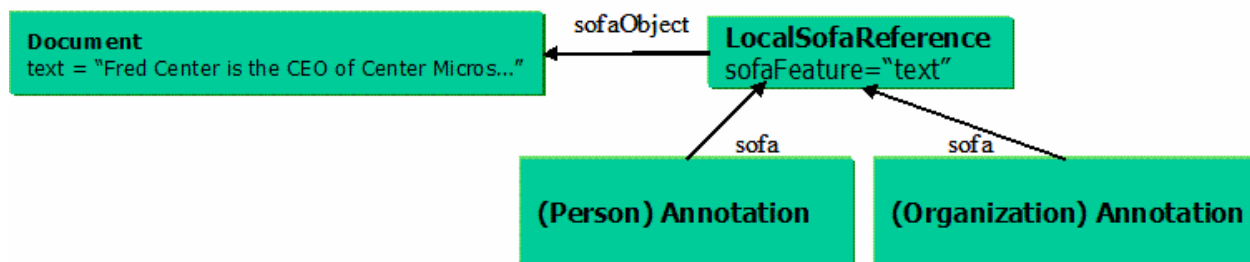 sofaObject
Document
text = “Fred Center is the CEO of Center Micros...”
LocalSofaReference
sofaFeature=“text”
sofa
sofa
(Person) Annotation
(Organization) Annotation